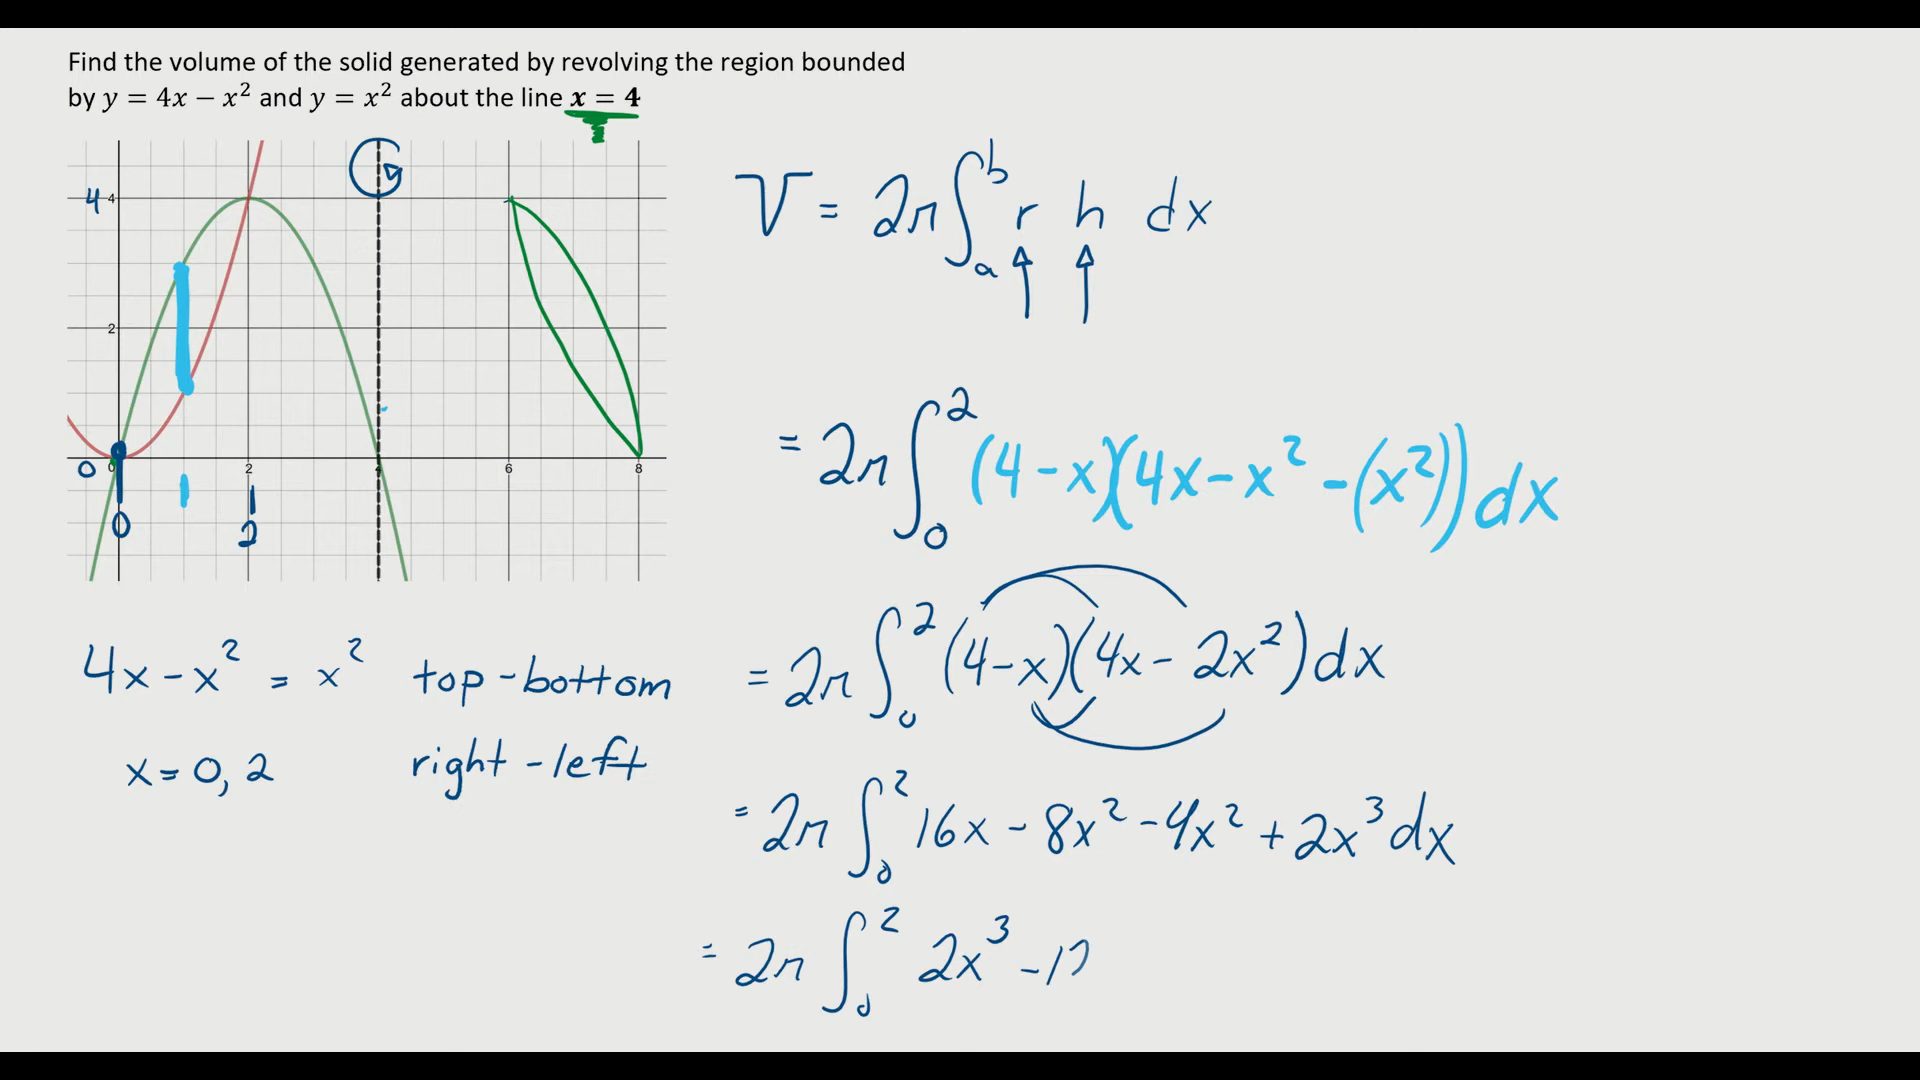 Find the volume of the solid generated by revolving the region bounded
by y = 4x − x² and y = x² about the line x = 4
4 4
2
0 0 2 4 6 8
1
0 2
4x - x² = x² top - bottom
x = 0, 2 right - left
V = 2π ∫ₐᵇ r h dx
= 2π ∫₀² (4 - x)(4x - x² - (x²)) dx
= 2π ∫₀² (4 - x)(4x - 2x²) dx
= 2π ∫₀² 16x - 8x² - 4x² + 2x³ dx
= 2π ∫₀² 2x³ - 12